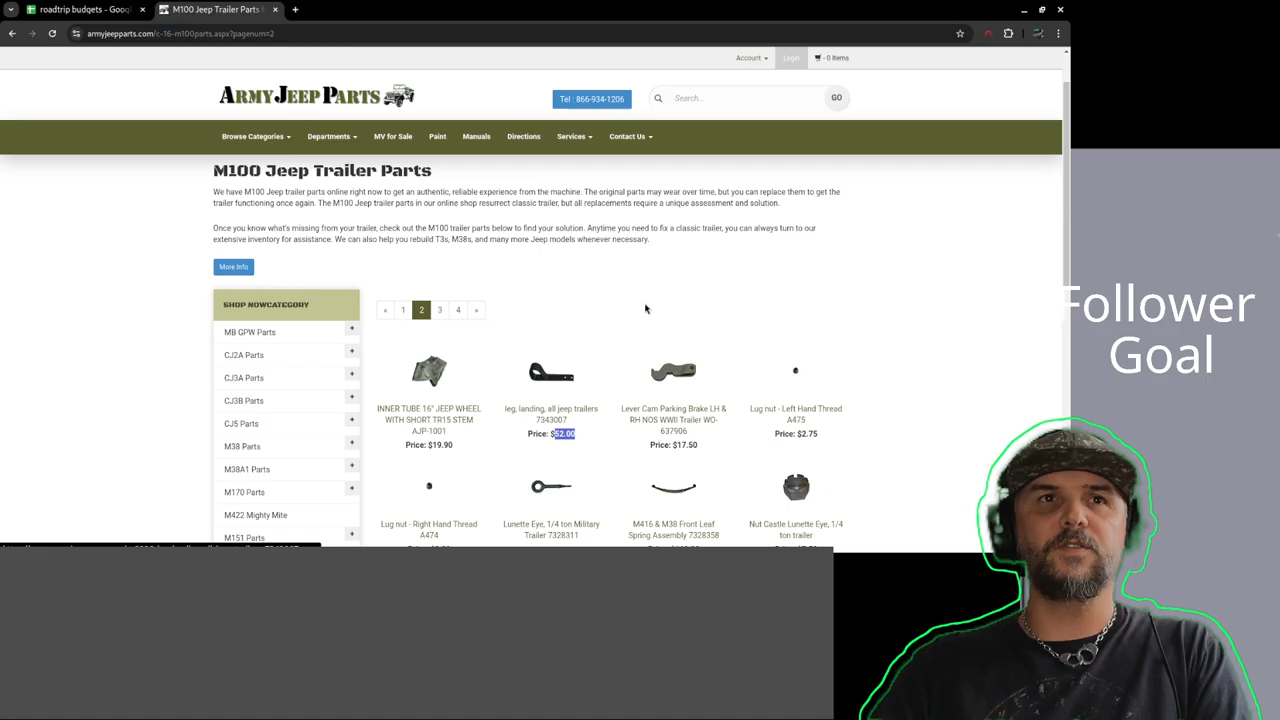 roadtrip budgets - Goog
M100 Jeep Trailer Parts
armyjeepparts.com/c-16-m100parts.aspx?pagenum=2
Account
Login
- 0 Items
ARMY JEEP PARTS
Tel : 866-934-1206
Search...
GO
Browse Categories
Departments
MV for Sale
Paint
Manuals
Directions
Services
Contact Us
M100 Jeep Trailer Parts
We have M100 Jeep trailer parts online right now to get an authentic, reliable experience from the machine. The original parts may wear over time, but you can replace them to get the
trailer functioning once again. The M100 Jeep trailer parts in our online shop resurrect classic trailer, but all replacements require a unique assessment and solution.
Once you know what's missing from your trailer, check out the M100 trailer parts below to find your solution. Anytime you need to fix a classic trailer, you can always turn to our
extensive inventory for assistance. We can also help you rebuild T3s, M38s, and many more Jeep models whenever necessary.
More Info
SHOP NOWCATEGORY
MB GPW Parts +
CJ2A Parts +
CJ3A Parts +
CJ3B Parts +
CJ5 Parts +
M38 Parts +
M38A1 Parts +
M170 Parts +
M422 Mighty Mite
M151 Parts +
« 1 2 3 4 »
INNER TUBE 16" JEEP WHEEL
WITH SHORT TR15 STEM
AJP-1001
Price: $19.90
leg, landing, all jeep trailers
7343007
Price: $52.00
Lever Cam Parking Brake LH &
RH NOS WWII Trailer WO-
637906
Price: $17.50
Lug nut - Left Hand Thread
A475
Price: $2.75
Lug nut - Right Hand Thread
A474
Lunette Eye, 1/4 ton Military
Trailer 7328311
M416 & M38 Front Leaf
Spring Assembly 7328358
Nut Castle Lunette Eye, 1/4
ton trailer
Follower
Goal